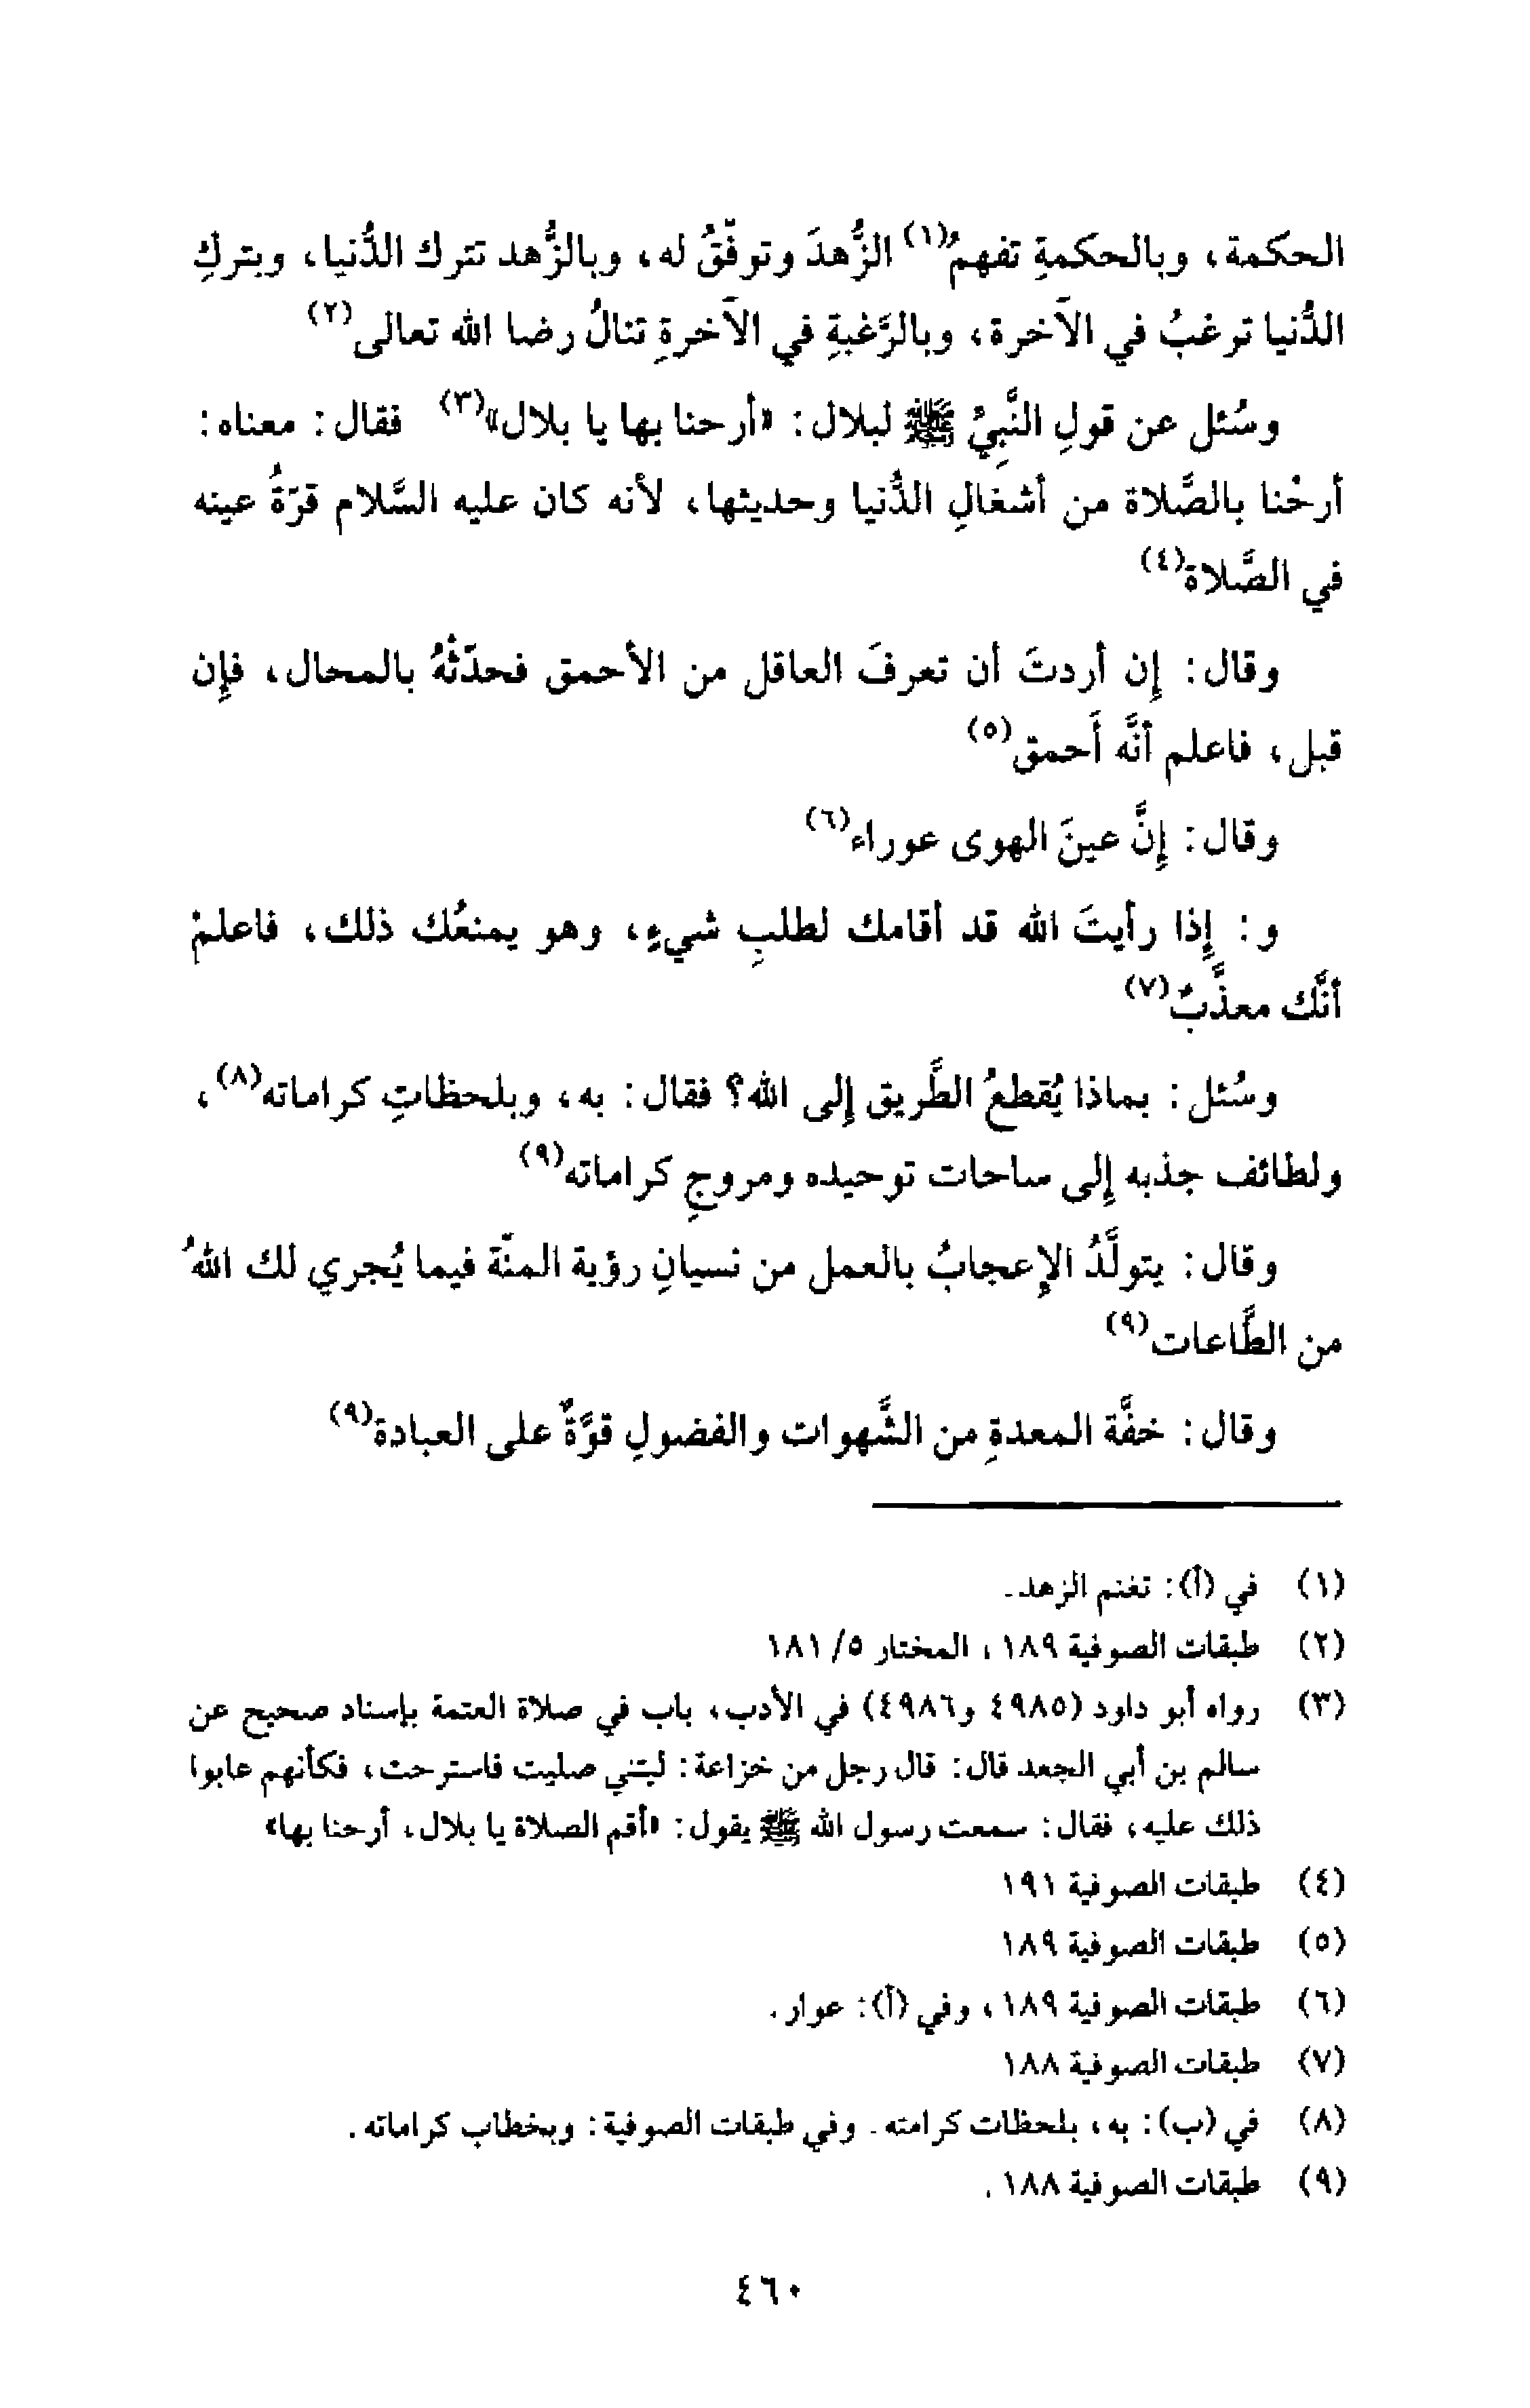 الحكمة، وبالحكمةِ تفهمُ(١) الزُّهدَ وتوفّقُ له، وبالزُّهد تترك الدُّنيا، وبتركِ
الدُّنيا ترغبُ في الآخرة، وبالرَّغبةِ في الآخرةِ تنالُ رضا الله تعالى(٢)
وسُئل عن قولِ النَّبِيِّ ﷺ لبلال: «أرحنا بها يا بلال»(٣) فقال: معناه:
أرحْنا بالصَّلاة من أشغالِ الدُّنيا وحديثها، لأنه كان عليه السَّلام قرّةُ عينه
في الصَّلاة(٤)
وقال: إن أردتَ أن تعرفَ العاقل من الأحمق فحدّثْهُ بالمحال، فإن
قبل، فاعلم أنَّه أَحمق(٥)
وقال: إنَّ عينَ الهوى عوراء(٦)
و: إذا رأيتَ الله قد أقامك لطلبِ شيءٍ، وهو يمنعُك ذلك، فاعلمْ
أنَّك معذَّبٌ(٧)
وسُئل: بماذا يُقطعُ الطَّريق إلى الله؟ فقال: به، وبلحظاتِ كراماته(٨)،
ولطائف جذبه إلى ساحات توحيده ومروجِ كراماته(٩)
وقال: يتولَّدُ الإعجابُ بالعمل من نسيانِ رؤية المنّة فيما يُجري لك اللهُ
من الطَّاعات(٩)
وقال: خفَّة المعدةِ من الشَّهوات والفضولِ قوَّةٌ على العبادة(٩)
(١) في (أ): تغنم الزهد.
(٢) طبقات الصوفية ١٨٩، المختار ٥/ ١٨١
(٣) رواه أبو داود (٤٩٨٥ و٤٩٨٦) في الأدب، باب في صلاة العتمة بإسناد صحيح عن
سالم بن أبي الجعد قال: قال رجل من خزاعة: ليتني صليت فاسترحت، فكأنهم عابوا
ذلك عليه، فقال: سمعت رسول الله ﷺ يقول: «أقم الصلاة يا بلال، أرحنا بها»
(٤) طبقات الصوفية ١٩١
(٥) طبقات الصوفية ١٨٩
(٦) طبقات الصوفية ١٨٩، وفي (أ): عوار.
(٧) طبقات الصوفية ١٨٨
(٨) في (ب): به، بلحظات كرامته. وفي طبقات الصوفية: وبخطاب كراماته.
(٩) طبقات الصوفية ١٨٨.
٤٦٠